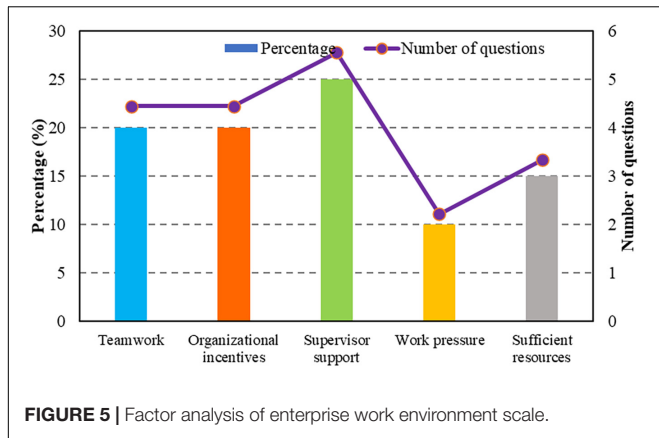 Percentage Number of questions
30
25
20
15
10
5
0
Percentage (%)
6
5
4
3
2
1
0
Number of questions
Teamwork
Organizational
incentives
Supervisor
support
Work pressure
Sufficient
resources
FIGURE 5 | Factor analysis of enterprise work environment scale.